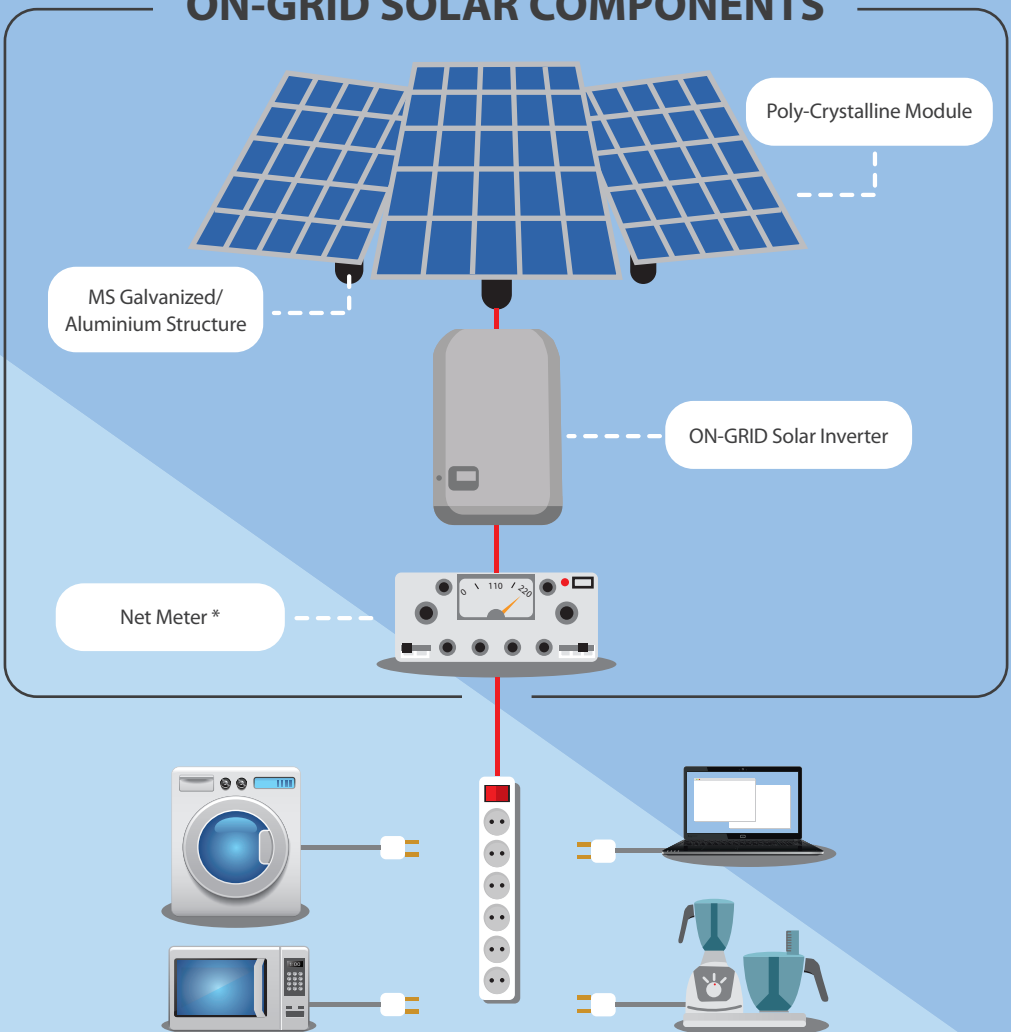 ON-GRID SOLAR COMPONENTS
Poly-Crystalline Module
MS Galvanized/
Aluminium Structure
ON-GRID Solar Inverter
0 110 220
Net Meter *